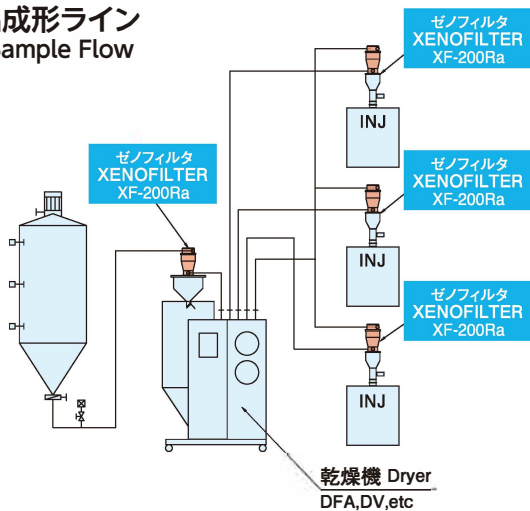 成形ライン
Sample Flow
ゼノフィルタ
XENOFILTER
XF-200Ra
INJ
ゼノフィルタ
XENOFILTER
XF-200Ra
ゼノフィルタ
XENOFILTER
XF-200Ra
INJ
ゼノフィルタ
XENOFILTER
XF-200Ra
INJ
乾燥機 Dryer
DFA,DV,etc